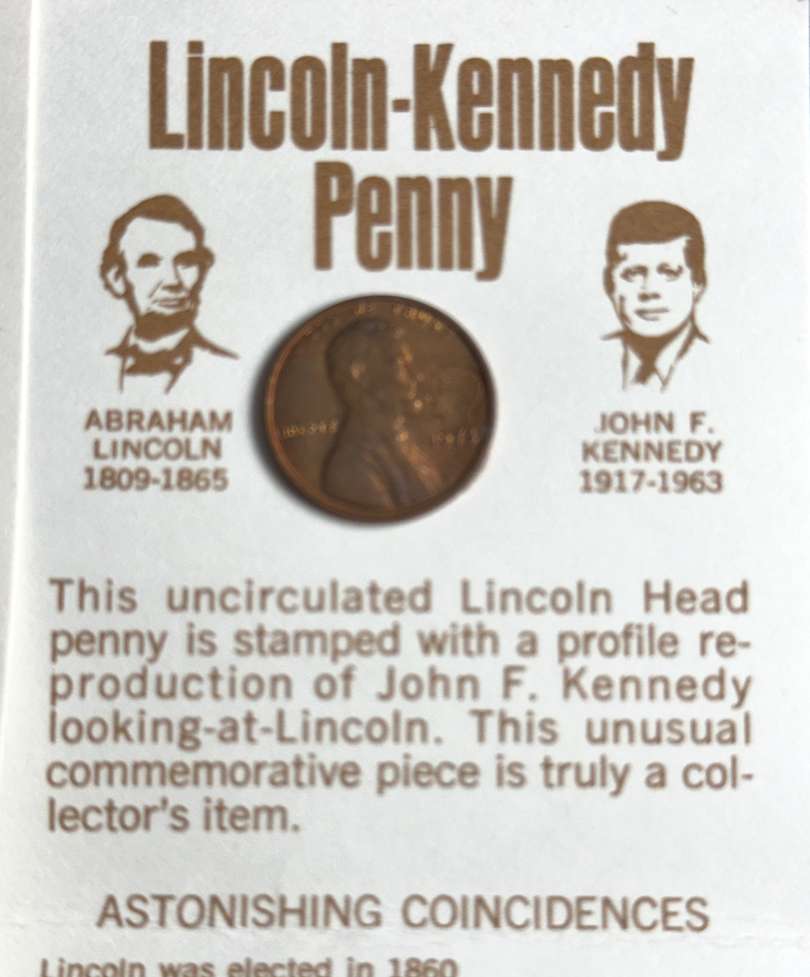 Lincoln-Kennedy
Penny
ABRAHAM
LINCOLN
1809-1865
JOHN F.
KENNEDY
1917-1963
This uncirculated Lincoln Head
penny is stamped with a profile re-
production of John F. Kennedy
looking-at-Lincoln. This unusual
commemorative piece is truly a col-
lector's item.
ASTONISHING COINCIDENCES
Lincoln was elected in 1860